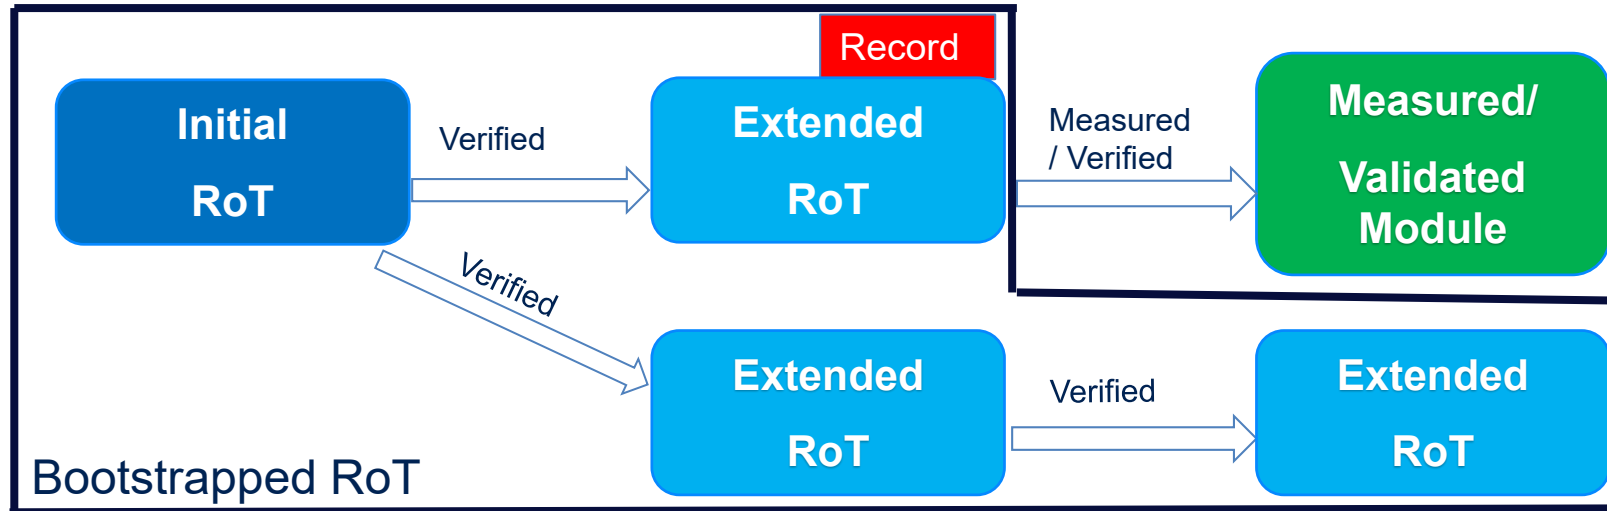 Record
Initial
RoT
Verified
Extended
RoT
Measured
/ Verified
Measured/
Validated
Module
Verified
Extended
RoT
Verified
Extended
RoT
Bootstrapped RoT